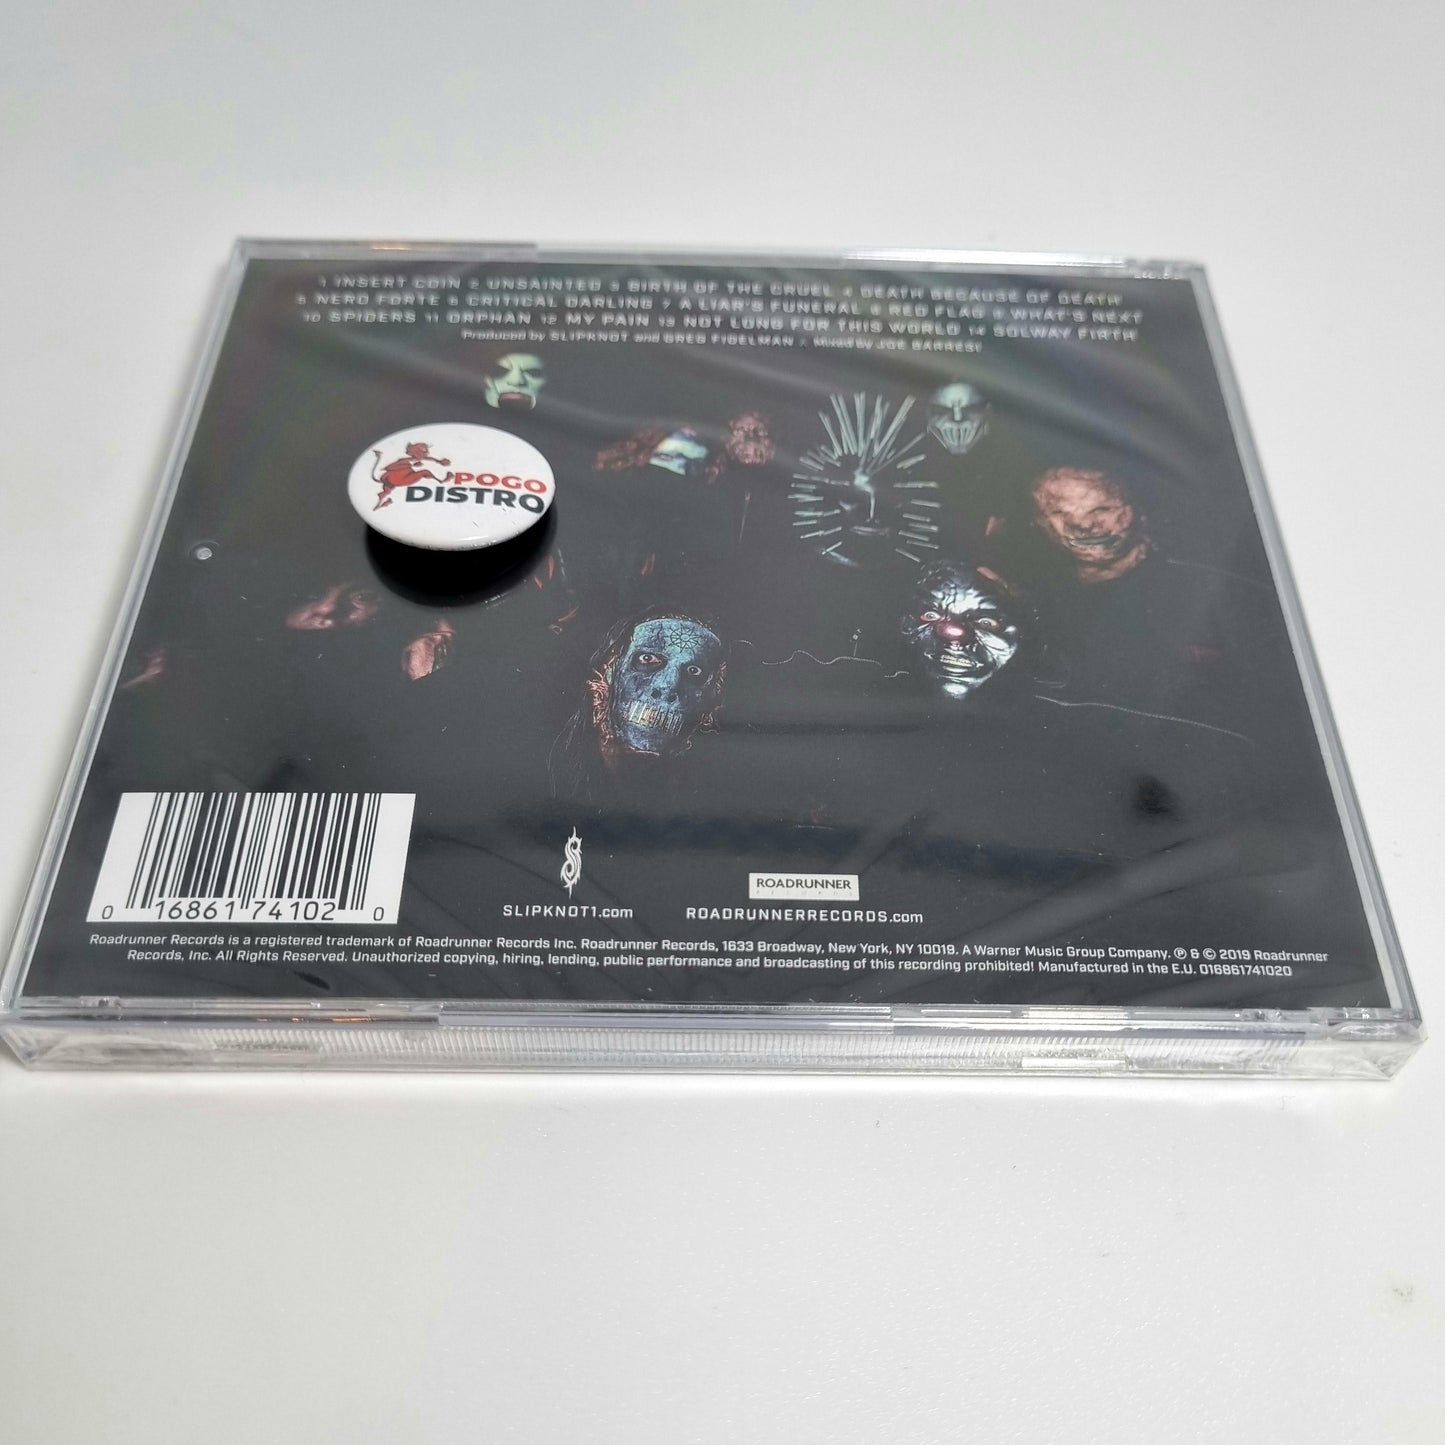 1 INSERT COIN 2 UNSAINTED 3 BIRTH OF THE CRUEL 4 DEATH BECAUSE OF DEATH
5 NERO FORTE 6 CRITICAL DARLING 7 A LIAR'S FUNERAL 8 RED FLAG 9 WHAT'S NEXT
10 SPIDERS 11 ORPHAN 12 MY PAIN 13 NOT LONG FOR THIS WORLD 14 SOLWAY FIRTH
Produced by SLIPKNOT and GREG FIDELMAN × Mixed by JOE BARRESI
POGO
DISTRO
0 16861 74102 0
SLIPKNOT1.com
ROADRUNNER
RECORDS
ROADRUNNERRECORDS.com
Roadrunner Records is a registered trademark of Roadrunner Records Inc. Roadrunner Records, 1633 Broadway, New York, NY 10019. A Warner Music Group Company. ℗ & © 2019 Roadrunner
Records, Inc. All Rights Reserved. Unauthorized copying, hiring, lending, public performance and broadcasting of this recording prohibited! Manufactured in the E.U. 016861741020